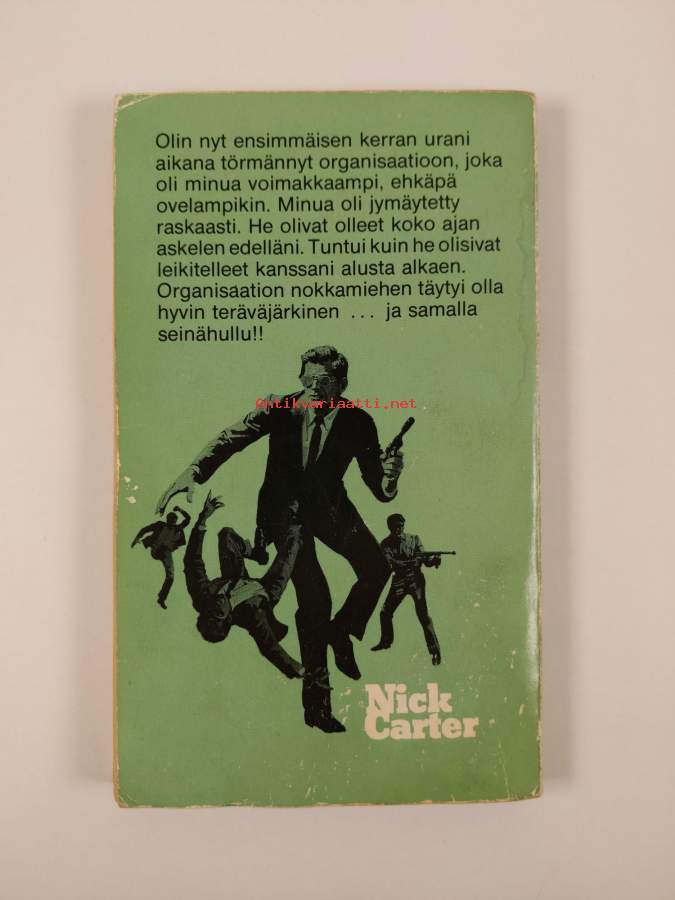 Olin nyt ensimmäisen kerran urani
aikana törmännyt organisaatioon, joka
oli minua voimakkaampi, ehkäpä
ovelampikin. Minua oli jymäytetty
raskaasti. He olivat olleet koko ajan
askelen edelläni. Tuntui kuin he olisivat
leikitelleet kanssani alusta alkaen.
Organisaation nokkamiehen täytyi olla
hyvin teräväjärkinen ... ja samalla
seinähullu!!
Antikvariaatti.net
Nick
Carter